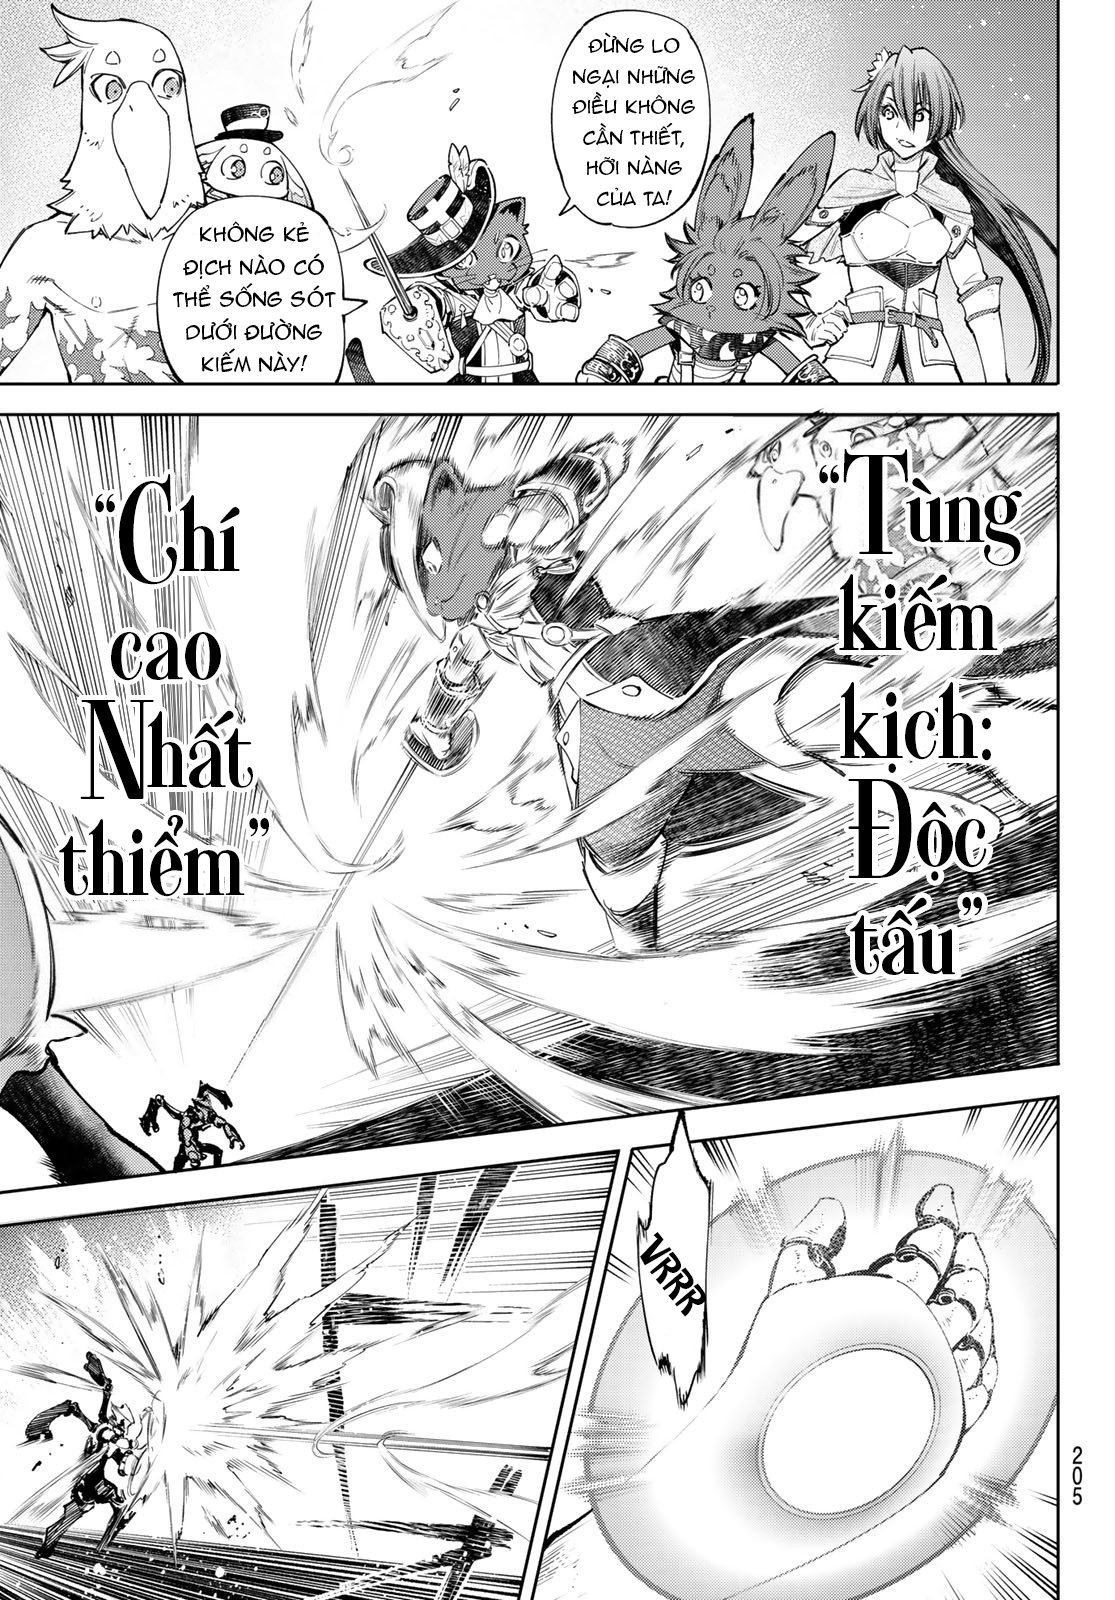 ĐỪNG LO
NGẠI NHỮNG
ĐIỀU KHÔNG
CẦN THIẾT,
HỠI NÀNG
CỦA TA!
KHÔNG KẺ
ĐỊCH NÀO CÓ
THỂ SỐNG SÓT
DƯỚI ĐƯỜNG
KIẾM NÀY!
“Tùng
kiếm
kịch:
Độc
tấu”
“Chí
cao
Nhất
thiểm”
VRRR
205